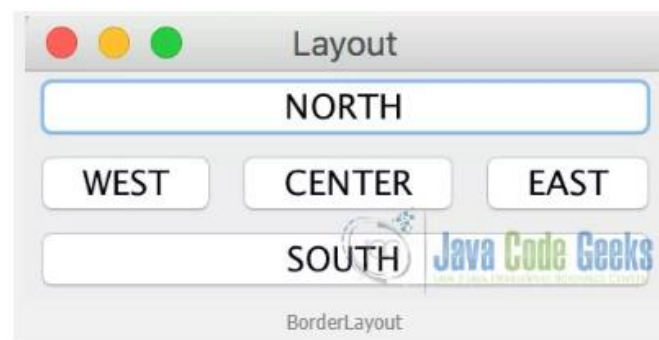 Layout
NORTH
WEST CENTER EAST
SOUTH
Java Code Geeks
BorderLayout